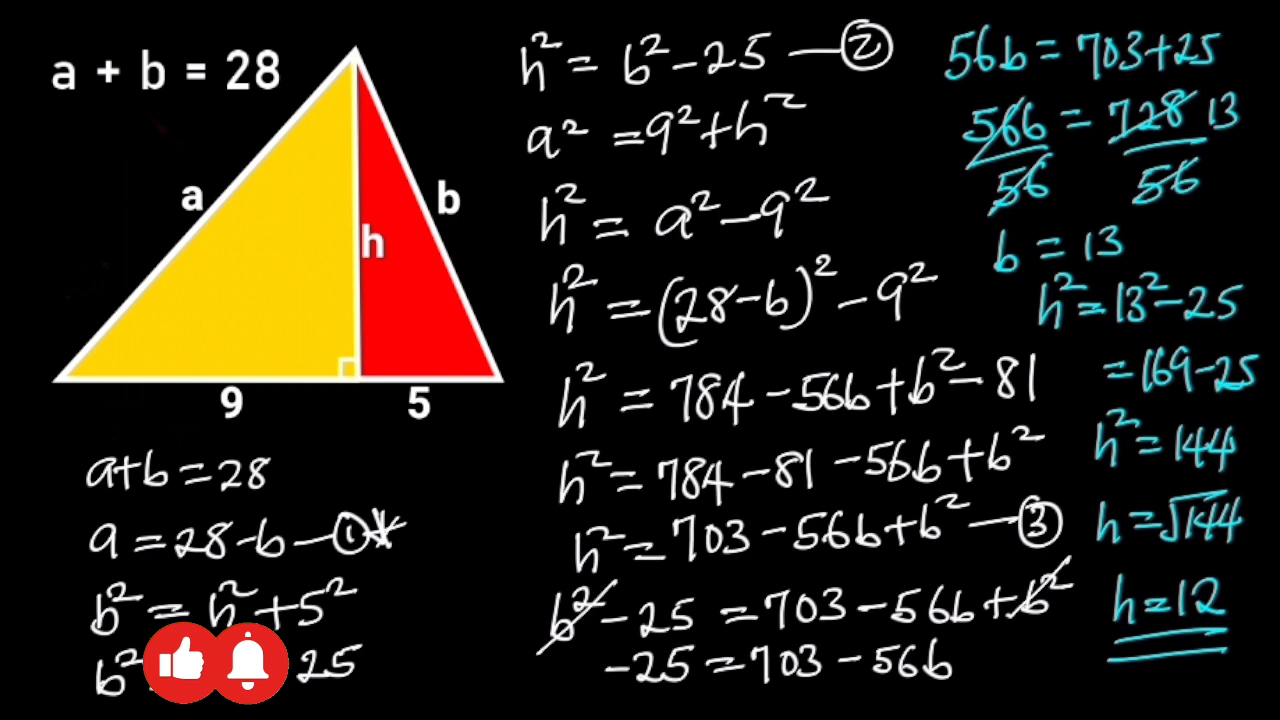 a + b = 28
a
b
h
9
5
a+b = 28
a = 28-b — ① *
b² = h² + 5²
b² 25
h² = b² - 25 — ②
a² = 9² + h²
h² = a² - 9²
h² = (28-b)² - 9²
h² = 784 - 56b + b² - 81
h² = 784 - 81 - 56b + b²
h² = 703 - 56b + b² — ③
b² - 25 = 703 - 56b + b²
-25 = 703 - 56b
56b = 703+25
56b/56 = 728/56 13
b = 13
h² = 13² - 25
= 169 - 25
h² = 144
h = √144
h = 12